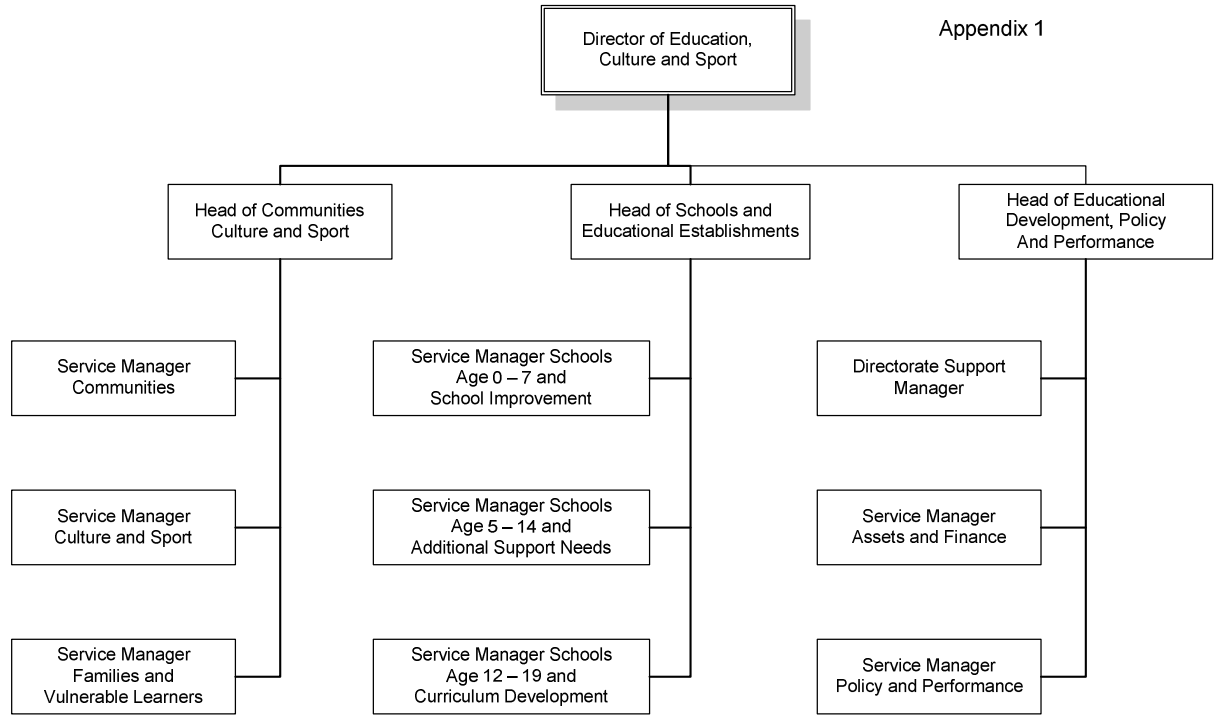 Appendix 1
Director of Education,
Culture and Sport
Head of Communities
Culture and Sport
Head of Schools and
Educational Establishments
Head of Educational
Development, Policy
And Performance
Service Manager
Communities
Service Manager Schools
Age 0 – 7 and
School Improvement
Directorate Support
Manager
Service Manager
Culture and Sport
Service Manager Schools
Age 5 – 14 and
Additional Support Needs
Service Manager
Assets and Finance
Service Manager
Families and
Vulnerable Learners
Service Manager Schools
Age 12 – 19 and
Curriculum Development
Service Manager
Policy and Performance